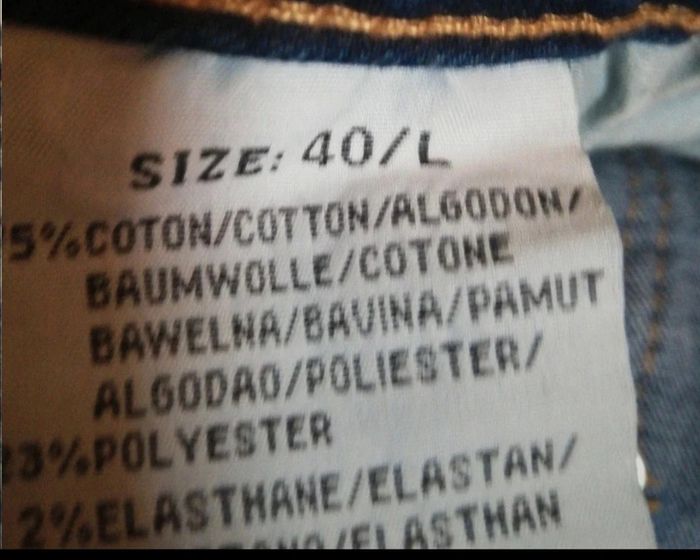 SIZE: 40/L
5%COTON/COTTON/ALGODON/
BAUMWOLLE/COTONE
BAWELNA/BAVINA/PAMUT
ALGODAO/POLIESTER/
3%POLYESTER
2%ELASTHANE/ELASTAN/
/ELASTHAN